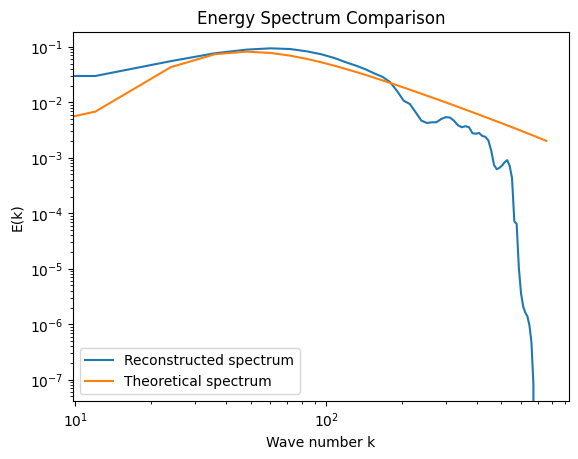 Energy Spectrum Comparison
10⁻¹
10⁻²
10⁻³
10⁻⁴
10⁻⁵
10⁻⁶
10⁻⁷
E(k)
Reconstructed spectrum
Theoretical spectrum
10¹
10²
Wave number k